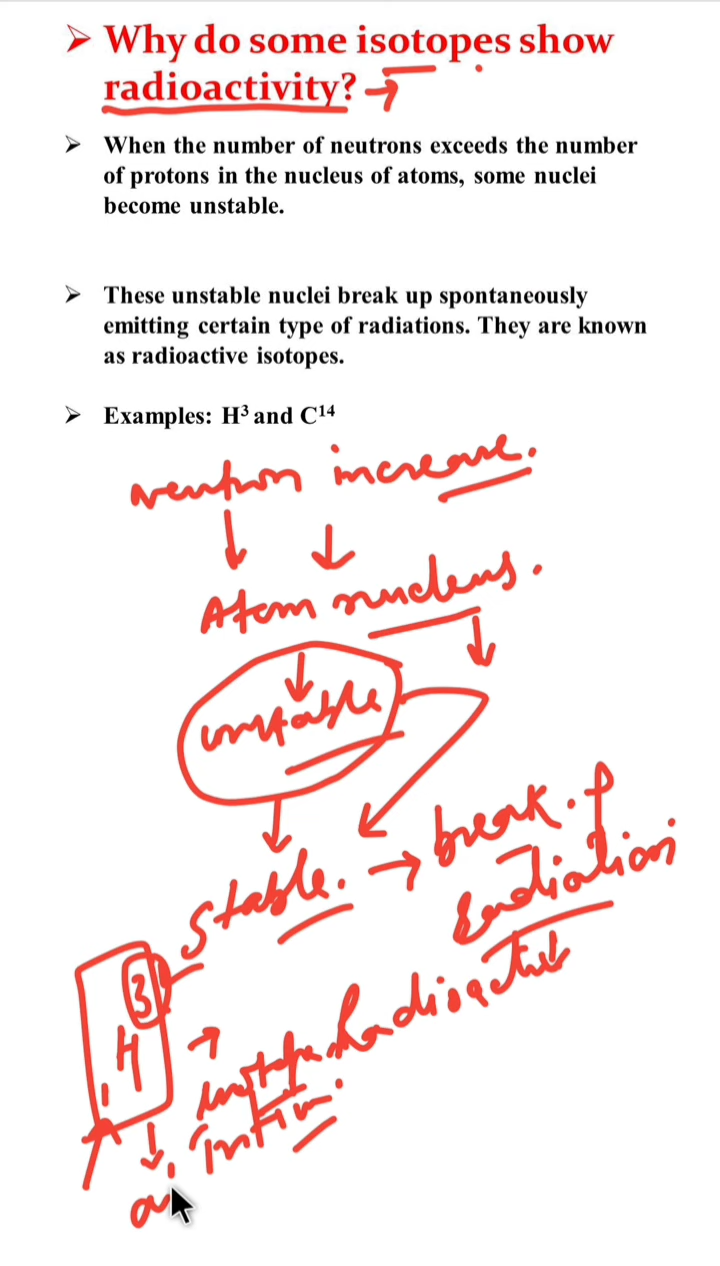 ➢ Why do some isotopes show
radioactivity? →
➢ When the number of neutrons exceeds the number
of protons in the nucleus of atoms, some nuclei
become unstable.
➢ These unstable nuclei break up spontaneously
emitting certain type of radiations. They are known
as radioactive isotopes.
➢ Examples: H³ and C¹⁴
neutron increase.
↓ ↓
Atom nucleus.
↓ ↓
unstable
↓
stable. → break.
3
H →
1
↓